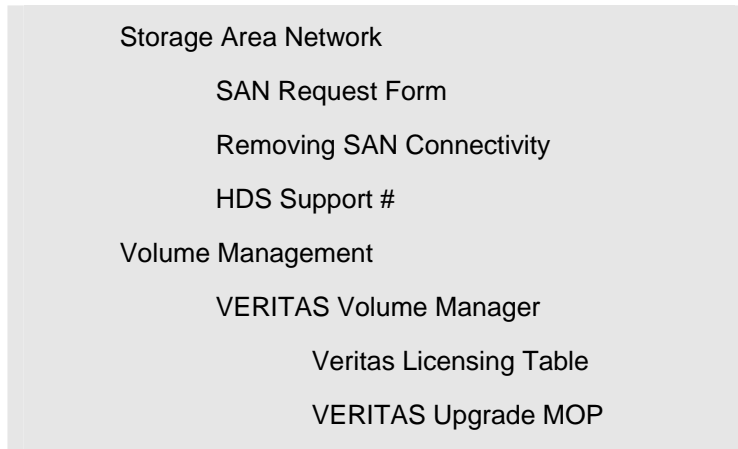 Storage Area Network
SAN Request Form
Removing SAN Connectivity
HDS Support #
Volume Management
VERITAS Volume Manager
Veritas Licensing Table
VERITAS Upgrade MOP